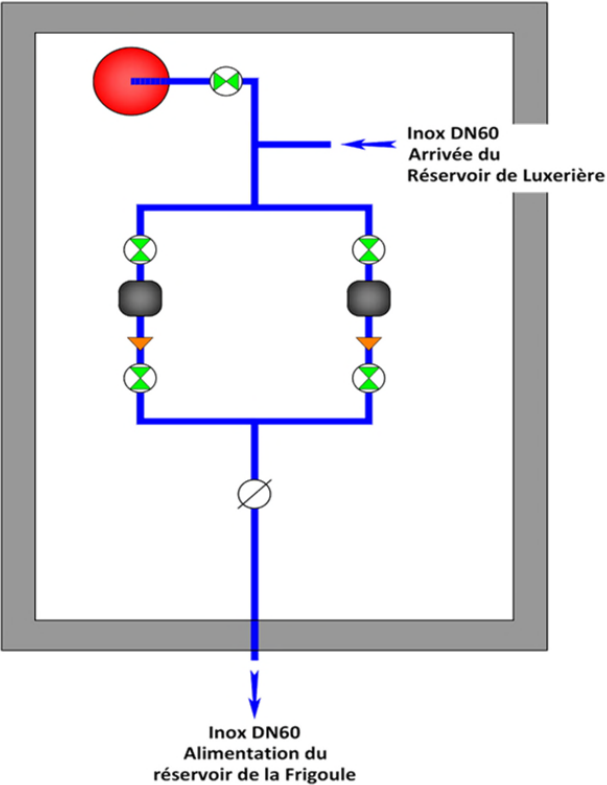 Inox DN60
Arrivée du
Réservoir de Luxerière
Inox DN60
Alimentation du
réservoir de la Frigoule